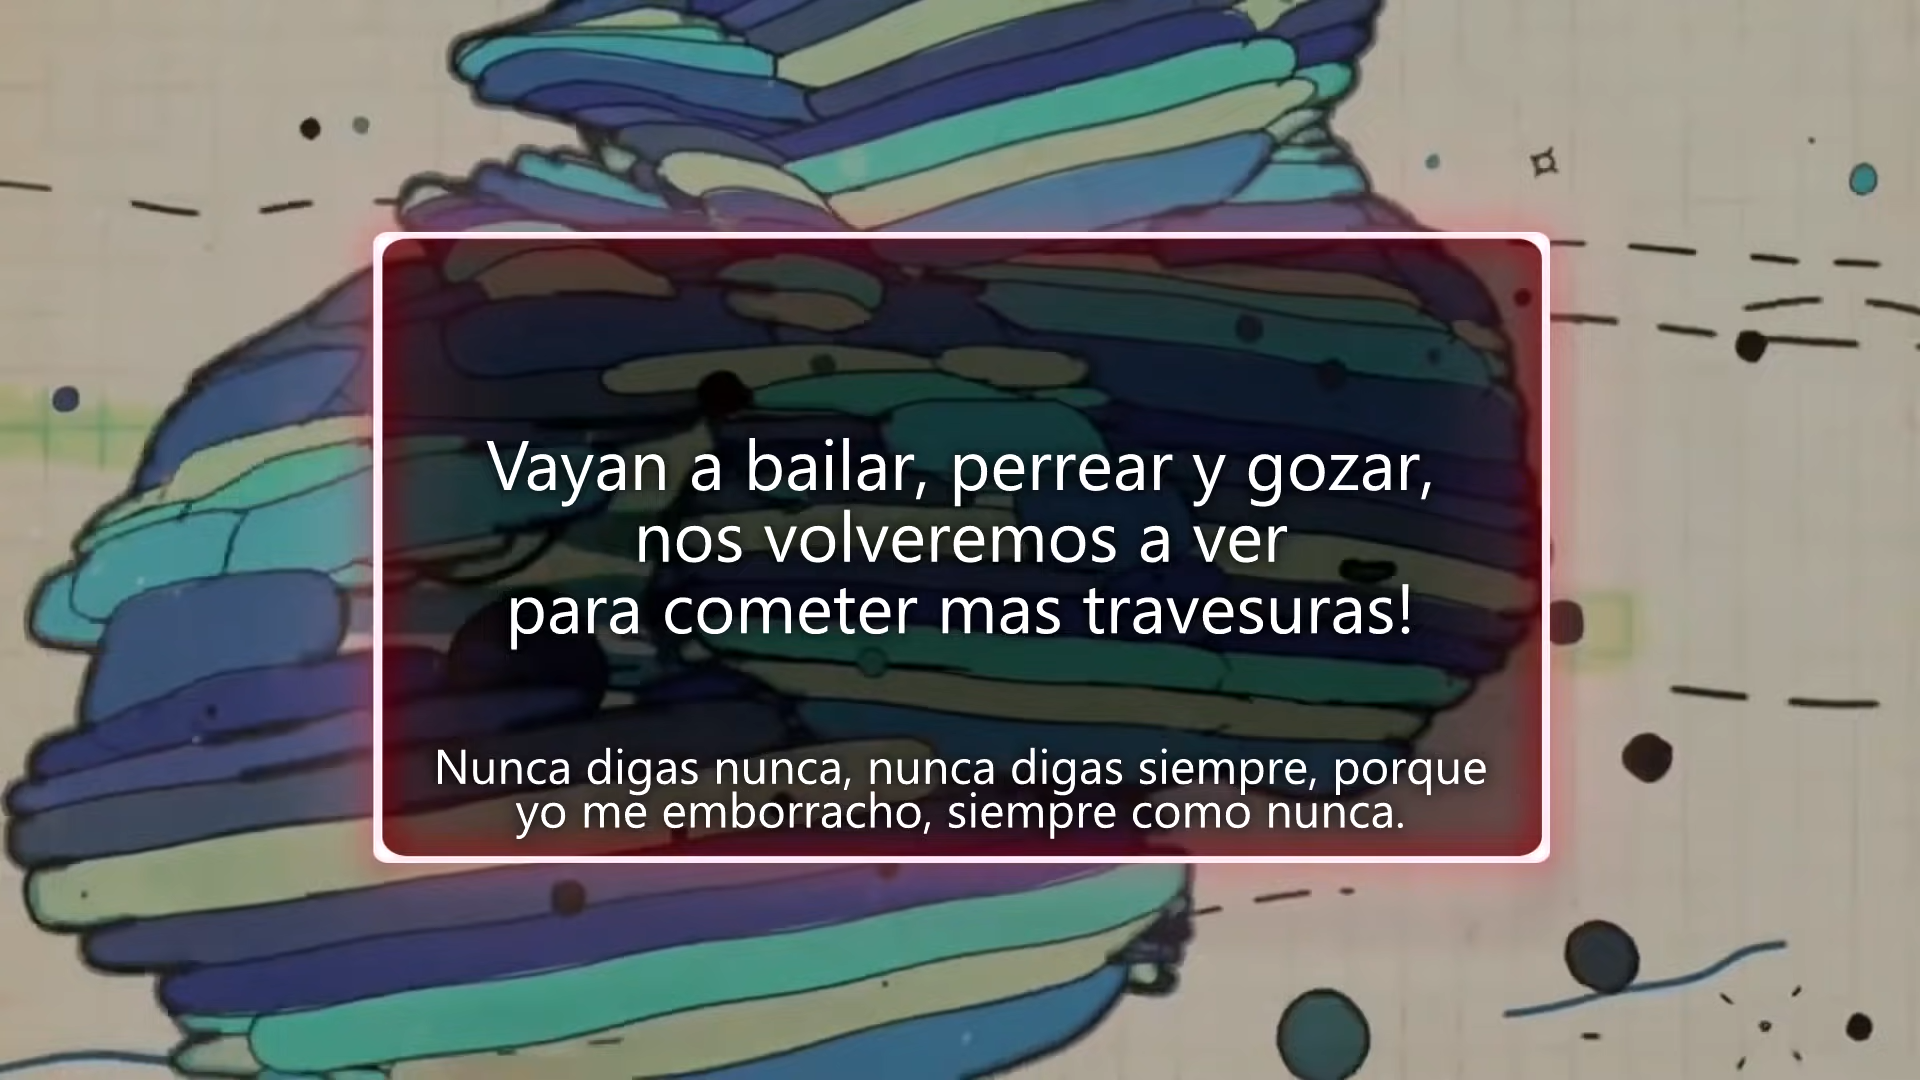 Vayan a bailar, perrear y gozar,
nos volveremos a ver
para cometer mas travesuras!
Nunca digas nunca, nunca digas siempre, porque
yo me emborracho, siempre como nunca.